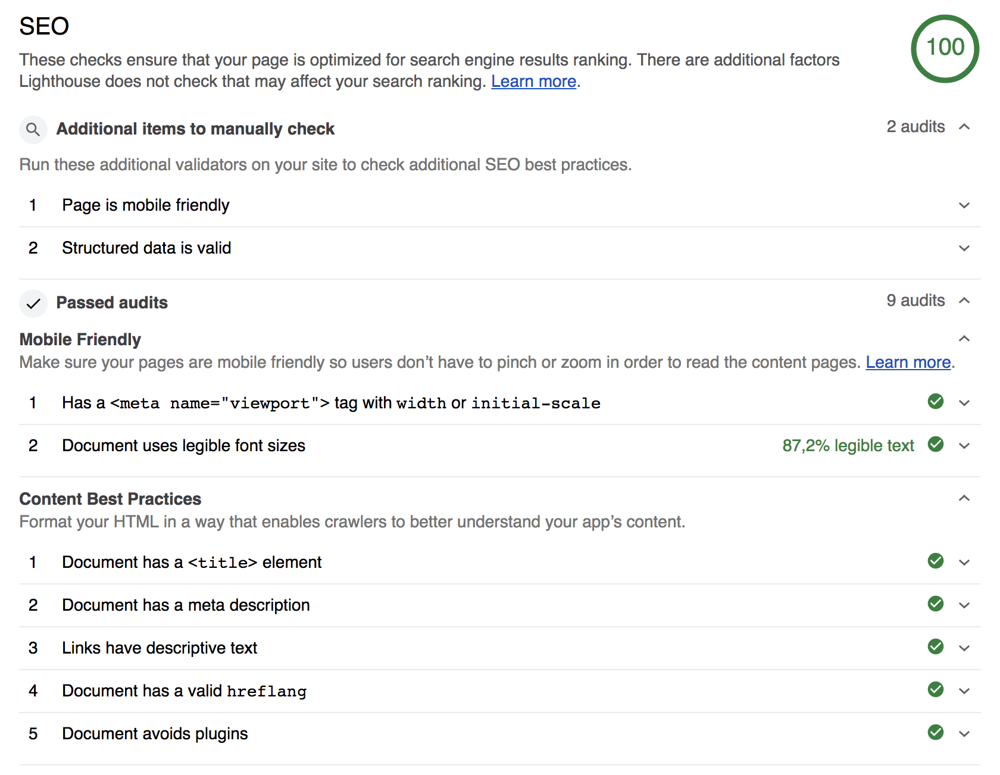 SEO
100
These checks ensure that your page is optimized for search engine results ranking. There are additional factors
Lighthouse does not check that may affect your search ranking. Learn more.
Additional items to manually check
2 audits
Run these additional validators on your site to check additional SEO best practices.
1 Page is mobile friendly
2 Structured data is valid
Passed audits
9 audits
Mobile Friendly
Make sure your pages are mobile friendly so users don’t have to pinch or zoom in order to read the content pages. Learn more.
1 Has a <meta name="viewport"> tag with width or initial-scale
2 Document uses legible font sizes 87,2% legible text
Content Best Practices
Format your HTML in a way that enables crawlers to better understand your app’s content.
1 Document has a <title> element
2 Document has a meta description
3 Links have descriptive text
4 Document has a valid hreflang
5 Document avoids plugins